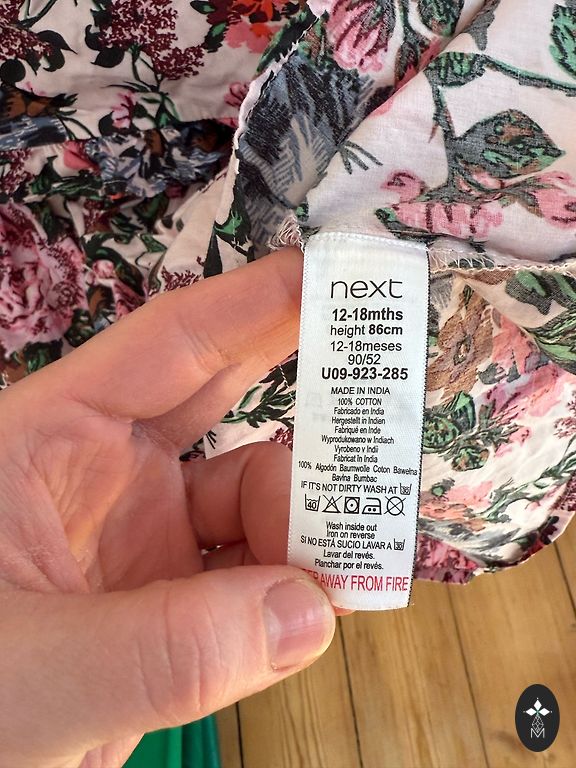 next
12-18mths
height 86cm
12-18meses
90/52
U09-923-285
MADE IN INDIA
100% COTTON
Fabricado en India
Hergestellt in Indien
Fabriqué en Inde
Wyprodukowano w Indiach
Vyrobeno v Indii
Fabricat în India
100% Algodón Baumwolle Coton Bawełna
Bavlna Bumbac
IF IT'S NOT DIRTY WASH AT 30
40
Wash inside out
Iron on reverse
SI NO ESTÁ SUCIO LAVAR A 30
Lavar del revés.
Planchar por el revés.
AWAY FROM FIRE
M